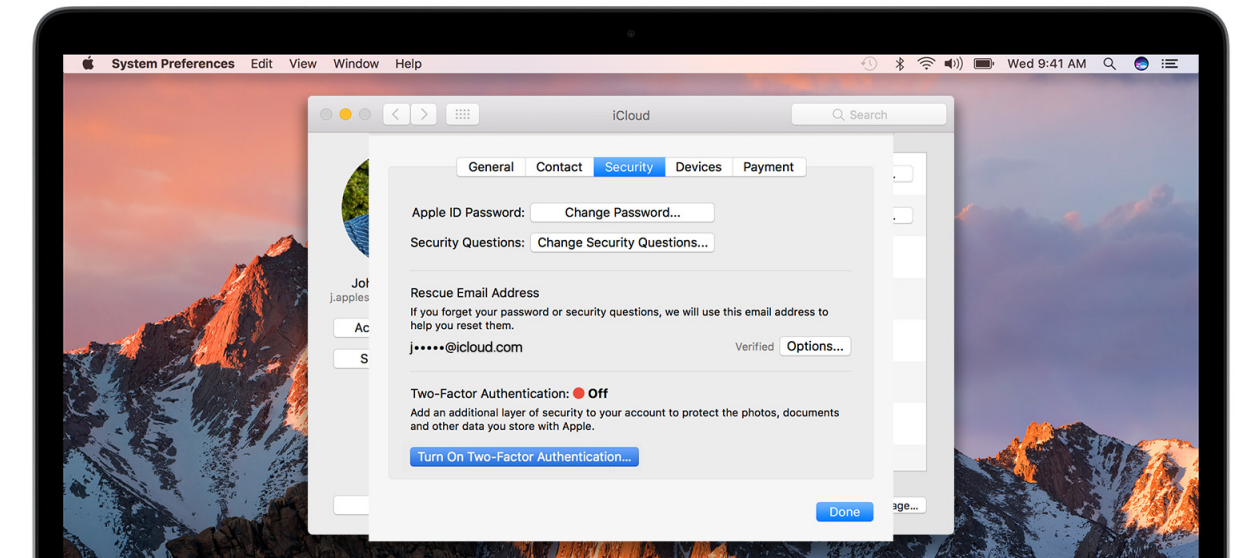 System Preferences Edit View Window Help Wed 9:41 AM
iCloud Search
General Contact Security Devices Payment
Apple ID Password: Change Password...
Security Questions: Change Security Questions...
Rescue Email Address
If you forget your password or security questions, we will use this email address to
help you reset them.
j•••••@icloud.com Verified Options...
Two-Factor Authentication: Off
Add an additional layer of security to your account to protect the photos, documents
and other data you store with Apple.
Turn On Two-Factor Authentication...
Done